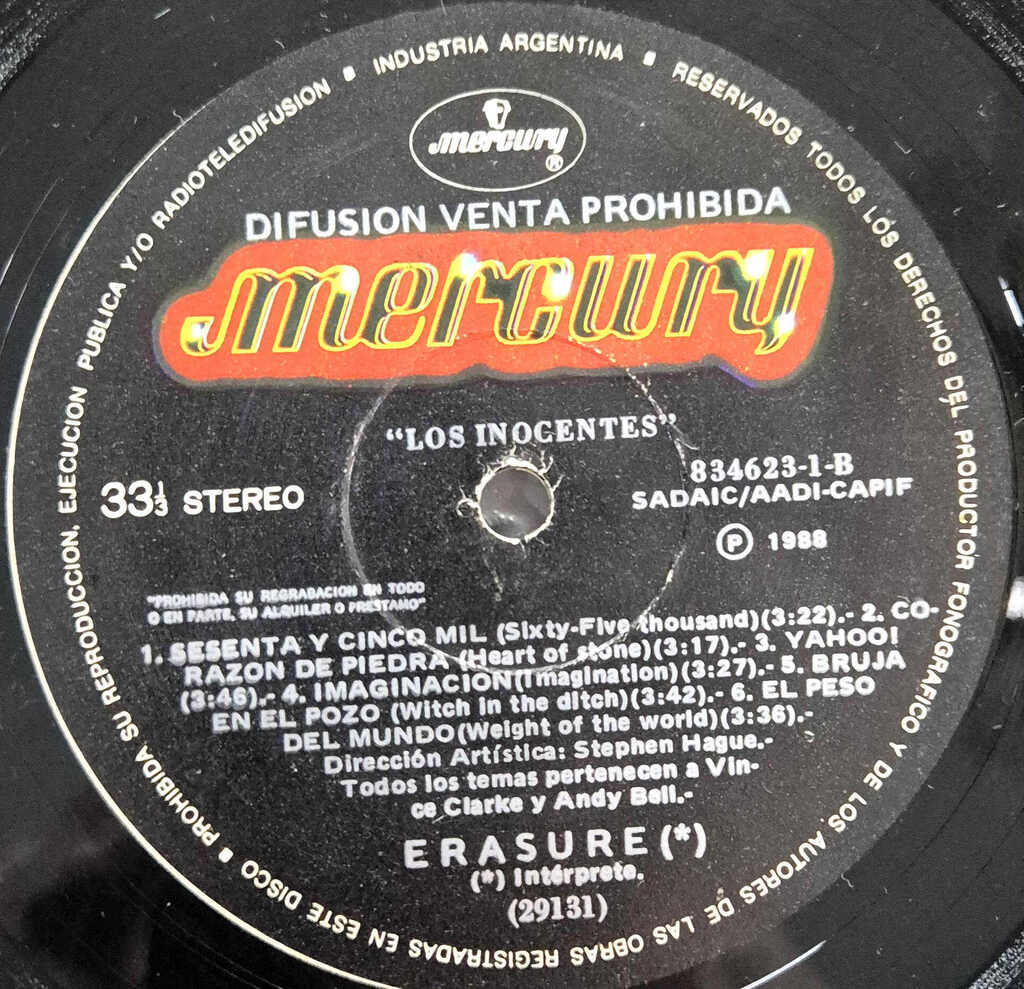 PROHIBIDA SU REPRODUCCION. EJECUCION PUBLICA Y/O RADIOTELEDIFUSION ■ INDUSTRIA ARGENTINA ■ RESERVADOS TODOS LOS DERECHOS DEL PRODUCTOR FONOGRAFICO Y DE LOS AUTORES DE LAS OBRAS REGISTRADAS EN ESTE DISCO ■
mercury
®
DIFUSION VENTA PROHIBIDA
mercury
“LOS INOCENTES”
834623-1-B
33⅓ STEREO
SADAIC/AADI-CAPIF
Ⓟ 1988
"PROHIBIDA SU REGRABACION EN TODO
O EN PARTE, SU ALQUILER O PRESTAMO"
1. SESENTA Y CINCO MIL (Sixty-Five thousand)(3:22).- 2. CO-
RAZON DE PIEDRA (Heart of stone)(3:17).- 3. YAHOO!
(3:46).- 4. IMAGINACION(Imagination)(3:27).- 5. BRUJA
EN EL POZO (Witch in the ditch)(3:42).- 6. EL PESO
DEL MUNDO(Weight of the world)(3:36).-
Dirección Artística: Stephen Hague.-
Todos los temas pertenecen a Vin-
ce Clarke y Andy Bell.-
ERASURE (*)
(*) Intérprete.
(29131)